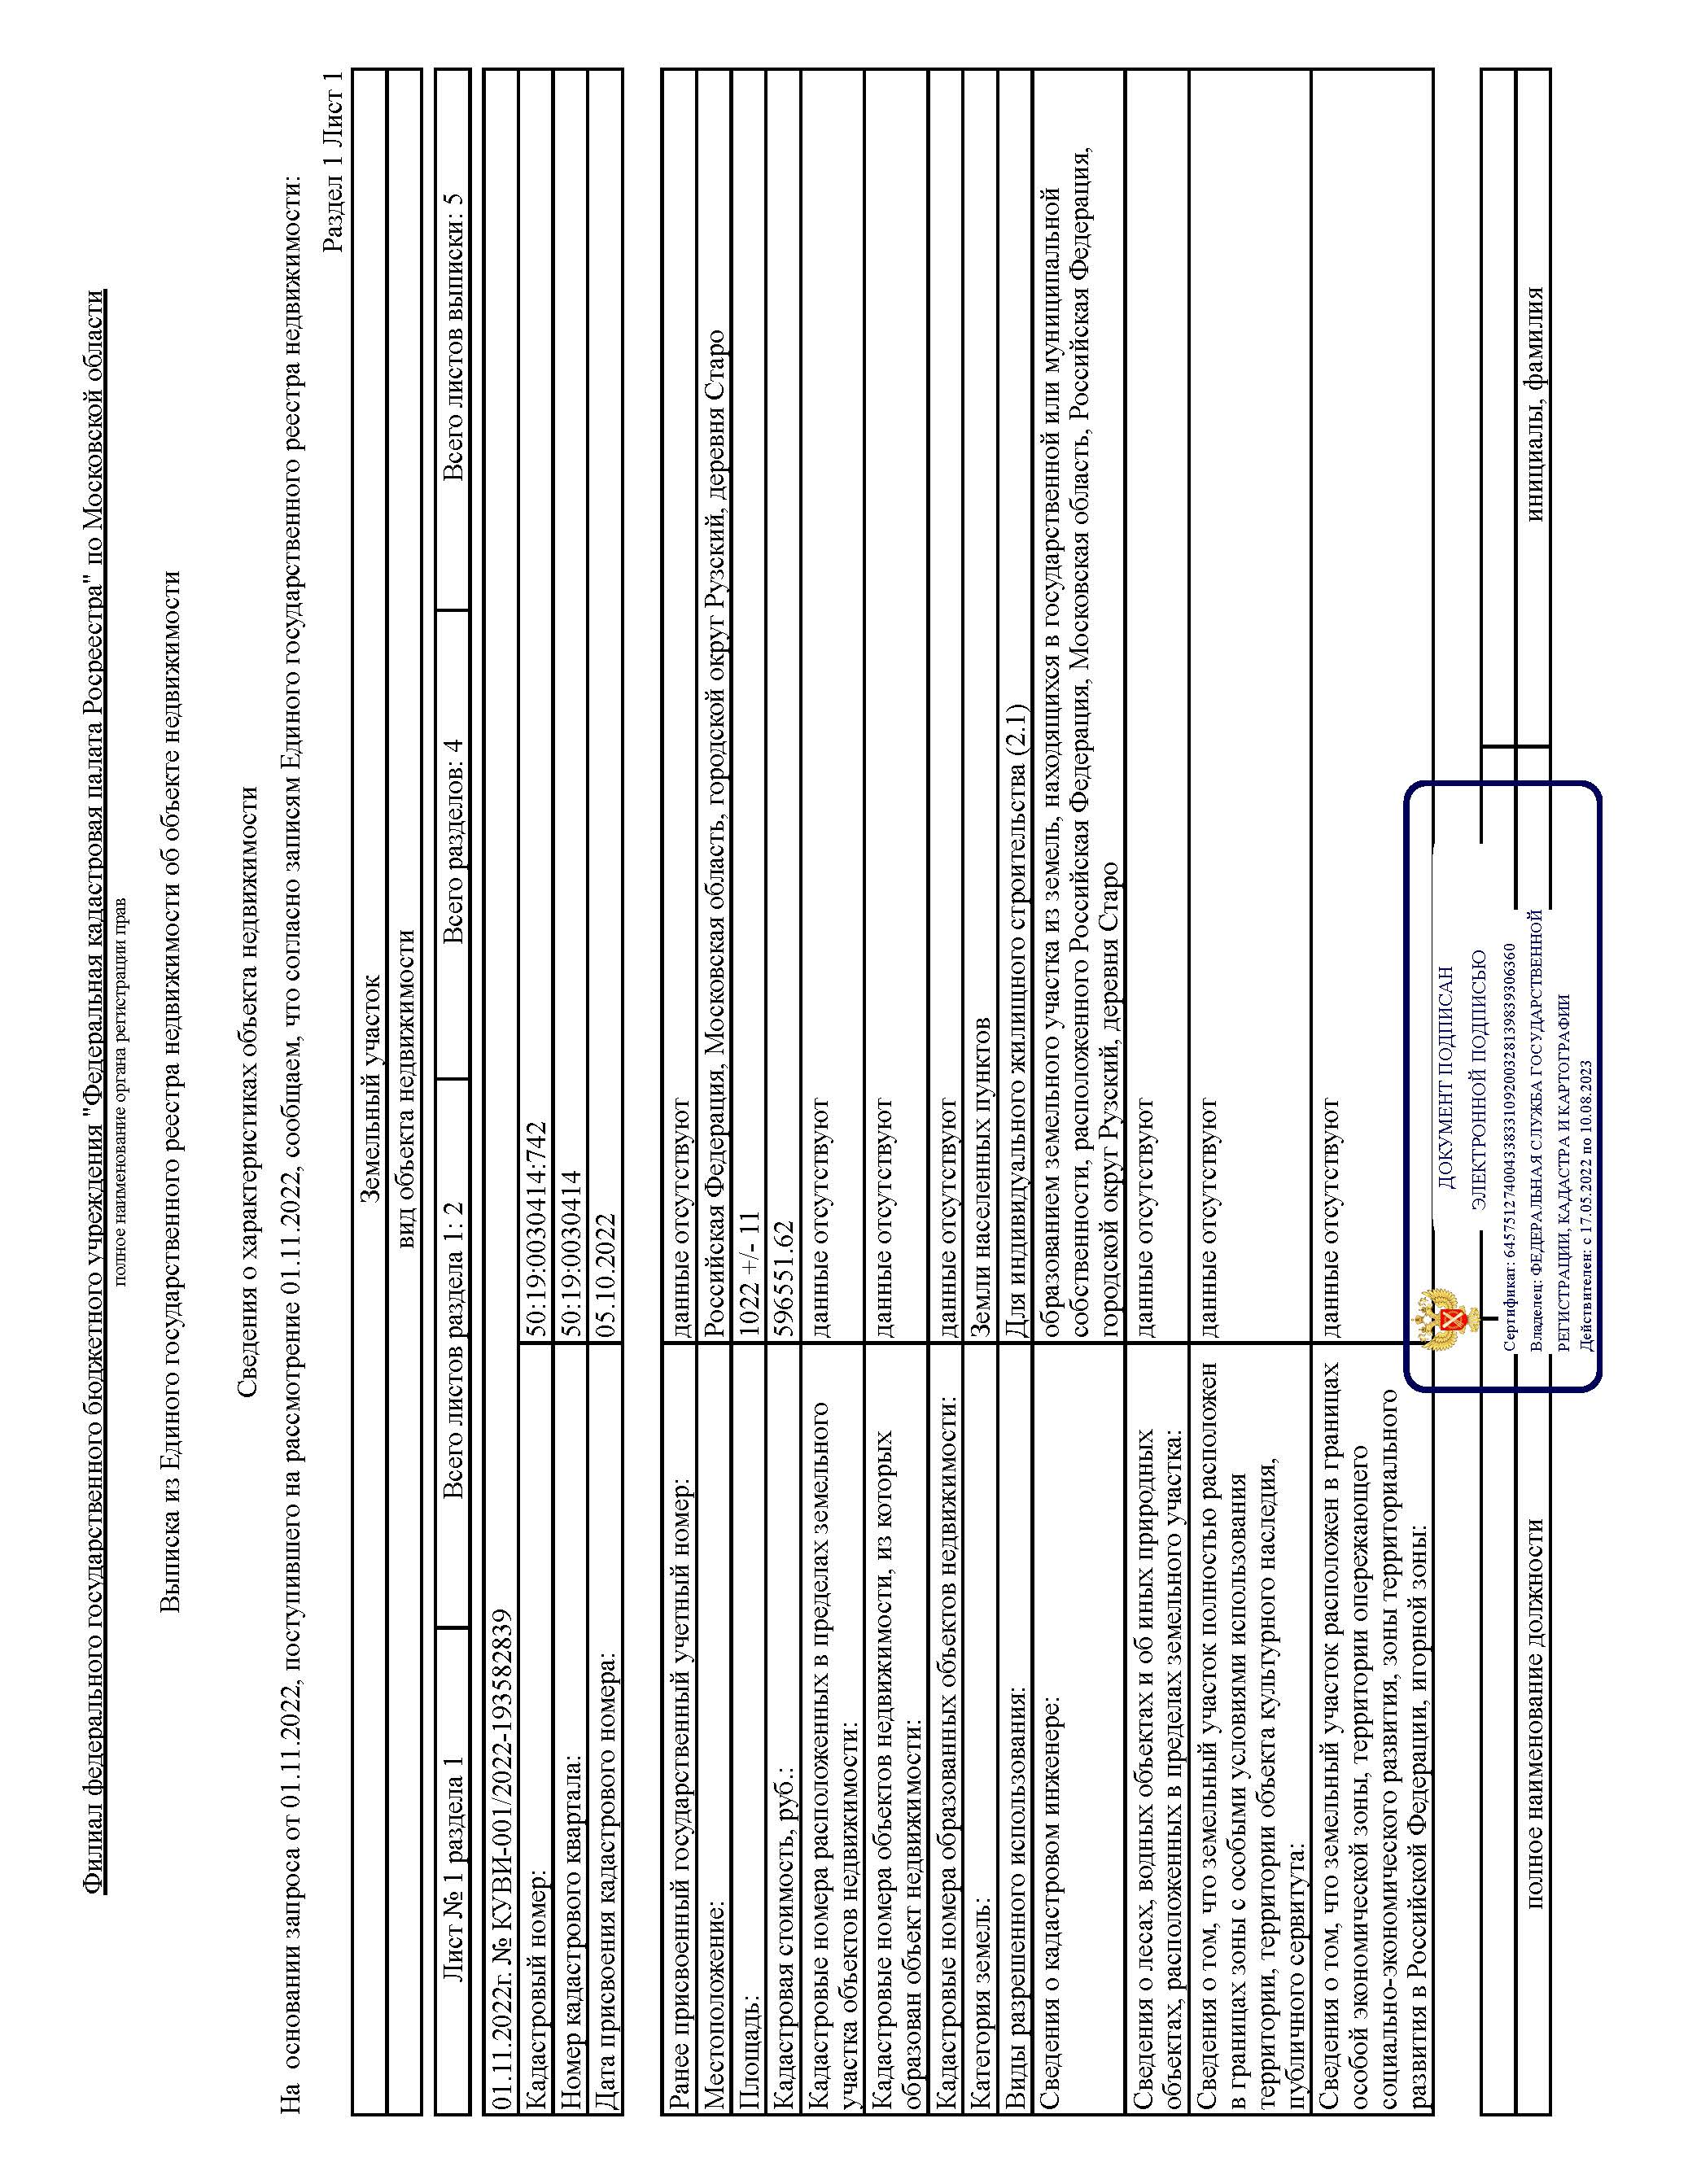 Филиал федерального государственного бюджетного учреждения "Федеральная кадастровая палата Росреестра" по Московской области
полное наименование органа регистрации прав
Выписка из Единого государственного реестра недвижимости об объекте недвижимости
Сведения о характеристиках объекта недвижимости
На основании запроса от 01.11.2022, поступившего на рассмотрение 01.11.2022, сообщаем, что согласно записям Единого государственного реестра недвижимости:
Раздел 1 Лист 1
Земельный участок
вид объекта недвижимости
Лист № 1 раздела 1 Всего листов раздела 1: 2 Всего разделов: 4 Всего листов выписки: 5
01.11.2022г. № КУВИ-001/2022-193582839
Кадастровый номер: 50:19:0030414:742
Номер кадастрового квартала: 50:19:0030414
Дата присвоения кадастрового номера: 05.10.2022
Ранее присвоенный государственный учетный номер: данные отсутствуют
Местоположение: Российская Федерация, Московская область, городской округ Рузский, деревня Старо
Площадь: 1022 +/- 11
Кадастровая стоимость, руб.: 596551.62
Кадастровые номера расположенных в пределах земельного данные отсутствуют
участка объектов недвижимости:
Кадастровые номера объектов недвижимости, из которых данные отсутствуют
образован объект недвижимости:
Кадастровые номера образованных объектов недвижимости: данные отсутствуют
Категория земель: Земли населенных пунктов
Виды разрешенного использования: Для индивидуального жилищного строительства (2.1)
Сведения о кадастровом инженере: образованием земельного участка из земель, находящихся в государственной или муниципальной
собственности, расположенного Российская Федерация, Московская область, Российская Федерация,
городской округ Рузский, деревня Старо
Сведения о лесах, водных объектах и об иных природных данные отсутствуют
объектах, расположенных в пределах земельного участка:
Сведения о том, что земельный участок полностью расположен данные отсутствуют
в границах зоны с особыми условиями использования
территории, территории объекта культурного наследия,
публичного сервитута:
Сведения о том, что земельный участок расположен в границах данные отсутствуют
особой экономической зоны, территории опережающего
социально-экономического развития, зоны территориального
развития в Российской Федерации, игорной зоны:
ДОКУМЕНТ ПОДПИСАН
ЭЛЕКТРОННОЙ ПОДПИСЬЮ
Сертификат: 64575127400433833109200328139839306360
Владелец: ФЕДЕРАЛЬНАЯ СЛУЖБА ГОСУДАРСТВЕННОЙ
РЕГИСТРАЦИИ, КАДАСТРА И КАРТОГРАФИИ
Действителен: с 17.05.2022 по 10.08.2023
полное наименование должности инициалы, фамилия